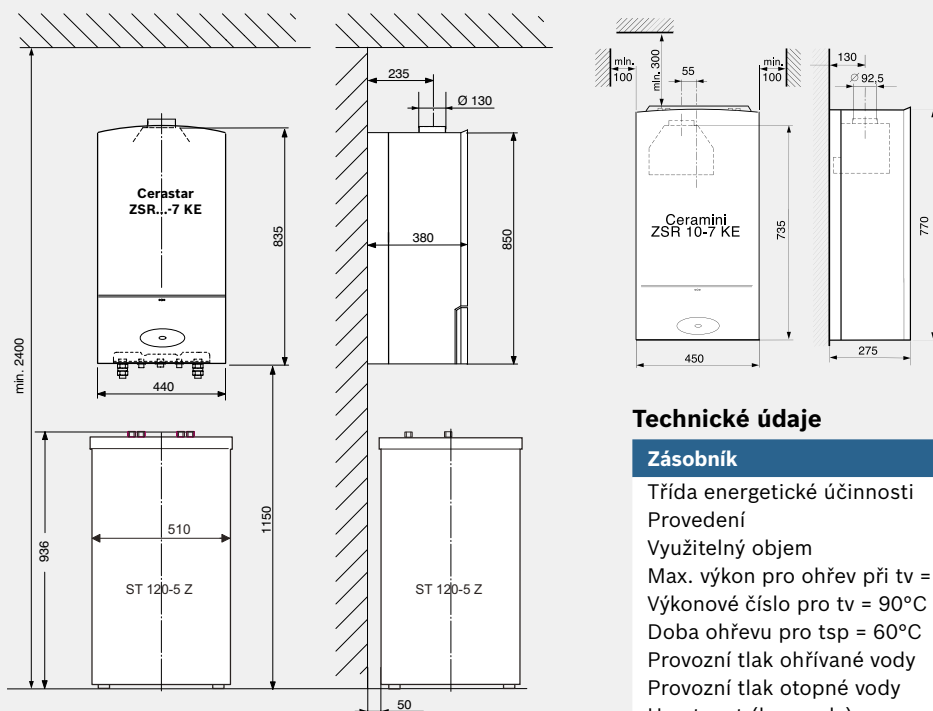 235
Ø 130
Cerastar
ZSR...-7 KE
835
380
850
min. 2400
440
936
510
1150
ST 120-5 Z
ST 120-5 Z
50
min.
100
min. 300
55
min.
100
130
Ø 92,5
Ceramini
ZSR 10-7 KE
735
770
450
275
Technické údaje
Zásobník
Třída energetické účinnosti
Provedení
Využitelný objem
Max. výkon pro ohřev při tv =
Výkonové číslo pro tv = 90°C
Doba ohřevu pro tsp = 60°C
Provozní tlak ohřívané vody
Provozní tlak otopné vody